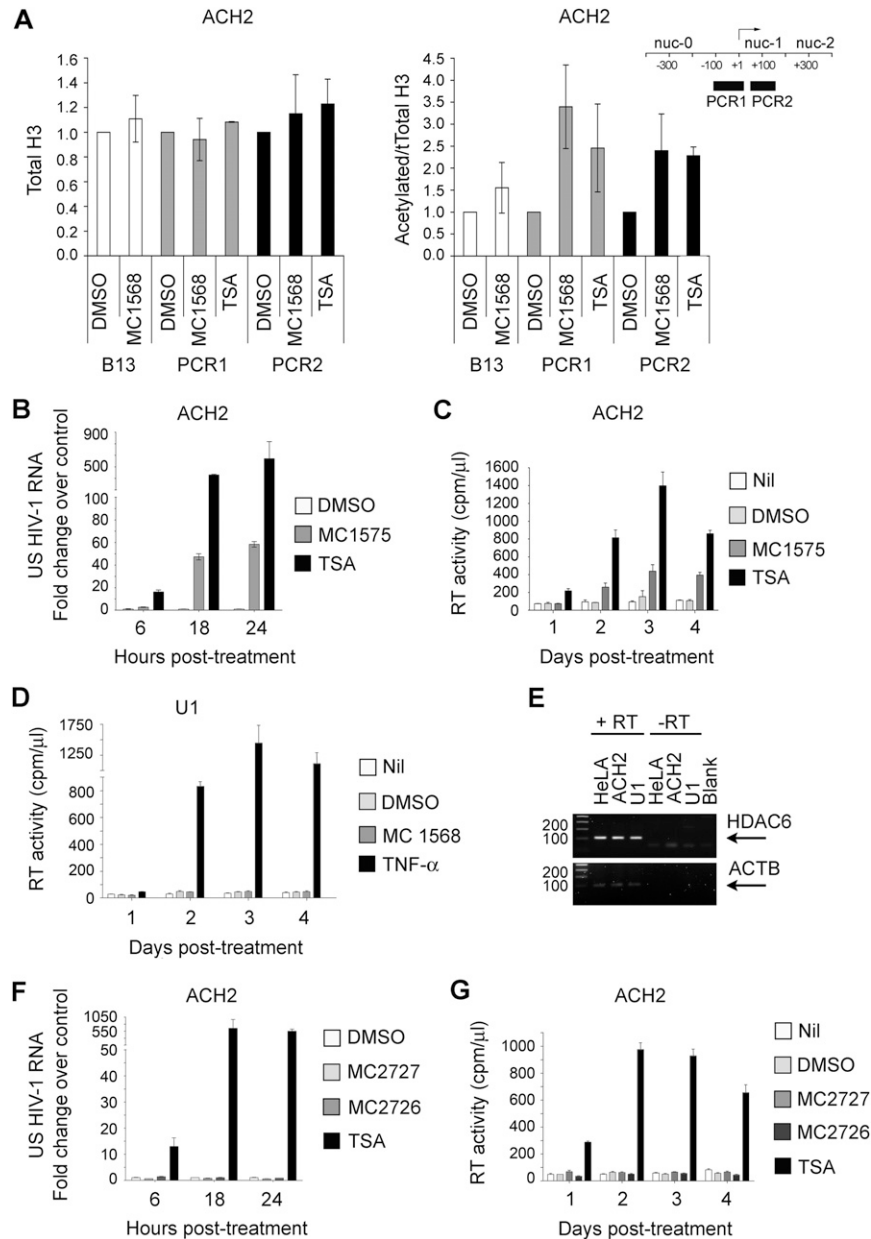 A
ACH2
Total H3
1.6
1.4
1.2
1.0
0.8
0.6
0.4
0.2
0.0
DMSO
MC1568
DMSO
MC1568
TSA
DMSO
MC1568
TSA
B13
PCR1
PCR2
ACH2
Acetylated/tTotal H3
5.0
4.5
4.0
3.5
3.0
2.5
2.0
1.5
1.0
0.5
0.0
DMSO
MC1568
DMSO
MC1568
TSA
DMSO
MC1568
TSA
B13
PCR1
PCR2
nuc-0
nuc-1
nuc-2
-300
-100
+1
+100
+300
PCR1
PCR2
B
ACH2
US HIV-1 RNA
Fold change over control
900
500
100
80
60
40
20
0
6
18
24
Hours post-treatment
DMSO
MC1575
TSA
C
ACH2
RT activity (cpm/µl)
1600
1400
1200
1000
800
600
400
200
0
1
2
3
4
Days post-treatment
Nil
DMSO
MC1575
TSA
D
U1
RT activity (cpm/µl)
1750
1250
800
600
400
200
0
1
2
3
4
Days post-treatment
Nil
DMSO
MC 1568
TNF-α
E
+ RT
-RT
HeLA
ACH2
U1
HeLA
ACH2
U1
Blank
200
100
HDAC6
200
100
ACTB
F
ACH2
US HIV-1 RNA
Fold change over control
1050
550
50
40
30
20
10
0
6
18
24
Hours post-treatment
DMSO
MC2727
MC2726
TSA
G
ACH2
RT activity (cpm/µl)
1000
800
600
400
200
0
1
2
3
4
Days post-treatment
Nil
DMSO
MC2727
MC2726
TSA